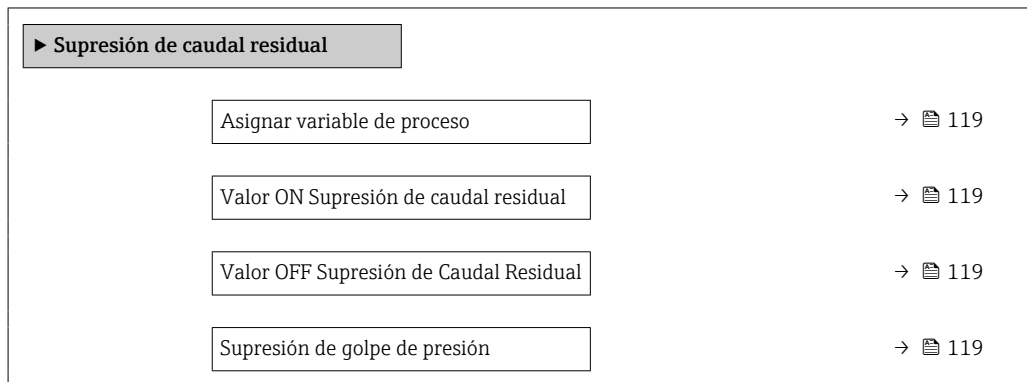 ▶ Supresión de caudal residual
Asignar variable de proceso → 119
Valor ON Supresión de caudal residual → 119
Valor OFF Supresión de Caudal Residual → 119
Supresión de golpe de presión → 119